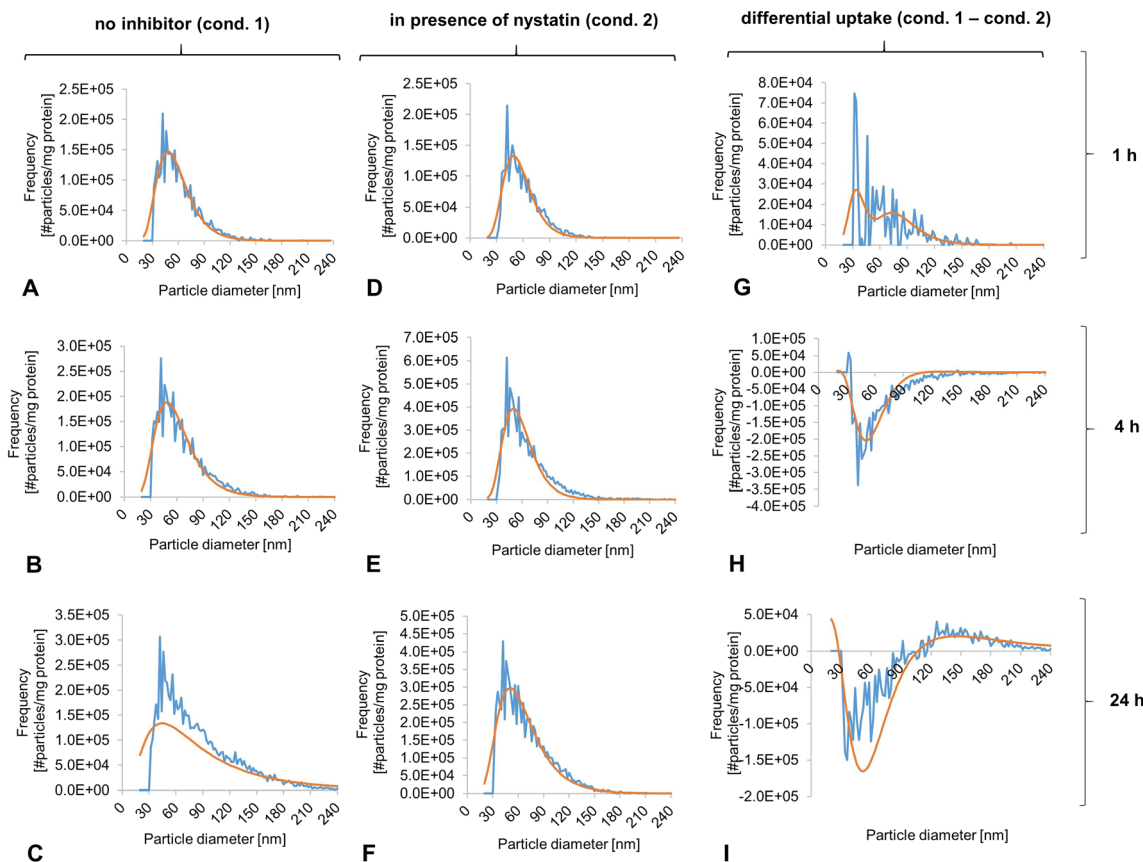 no inhibitor (cond. 1)
in presence of nystatin (cond. 2)
differential uptake (cond. 1 – cond. 2)
Frequency
[#particles/mg protein]
2.5E+05
2.0E+05
1.5E+05
1.0E+05
5.0E+04
0.0E+00
0 30 60 90 120 150 180 210 240
Particle diameter [nm]
A
Frequency
[#particles/mg protein]
2.5E+05
2.0E+05
1.5E+05
1.0E+05
5.0E+04
0.0E+00
0 30 60 90 120 150 180 210 240
Particle diameter [nm]
D
Frequency
[#particles/mg protein]
8.0E+04
7.0E+04
6.0E+04
5.0E+04
4.0E+04
3.0E+04
2.0E+04
1.0E+04
0.0E+00
0 30 60 90 120 150 180 210 240
Particle diameter [nm]
G
1 h
Frequency
[#particles/mg protein]
3.0E+05
2.5E+05
2.0E+05
1.5E+05
1.0E+05
5.0E+04
0.0E+00
0 30 60 90 120 150 180 210 240
Particle diameter [nm]
B
Frequency
[#particles/mg protein]
7.0E+05
6.0E+05
5.0E+05
4.0E+05
3.0E+05
2.0E+05
1.0E+05
0.0E+00
0 30 60 90 120 150 180 210 240
Particle diameter [nm]
E
Frequency
[#particles/mg protein]
1.0E+05
5.0E+04
0.0E+00
-5.0E+04
-1.0E+05
-1.5E+05
-2.0E+05
-2.5E+05
-3.0E+05
-3.5E+05
-4.0E+05
0 30 60 90 120 150 180 210 240
Particle diameter [nm]
H
4 h
Frequency
[#particles/mg protein]
3.5E+05
3.0E+05
2.5E+05
2.0E+05
1.5E+05
1.0E+05
5.0E+04
0.0E+00
0 30 60 90 120 150 180 210 240
Particle diameter [nm]
C
Frequency
[#particles/mg protein]
5.0E+05
4.5E+05
4.0E+05
3.5E+05
3.0E+05
2.5E+05
2.0E+05
1.5E+05
1.0E+05
5.0E+04
0.0E+00
0 30 60 90 120 150 180 210 240
Particle diameter [nm]
F
Frequency
[#particles/mg protein]
5.0E+04
0.0E+00
-5.0E+04
-1.0E+05
-1.5E+05
-2.0E+05
0 30 60 90 120 150 180 210 240
Particle diameter [nm]
I
24 h